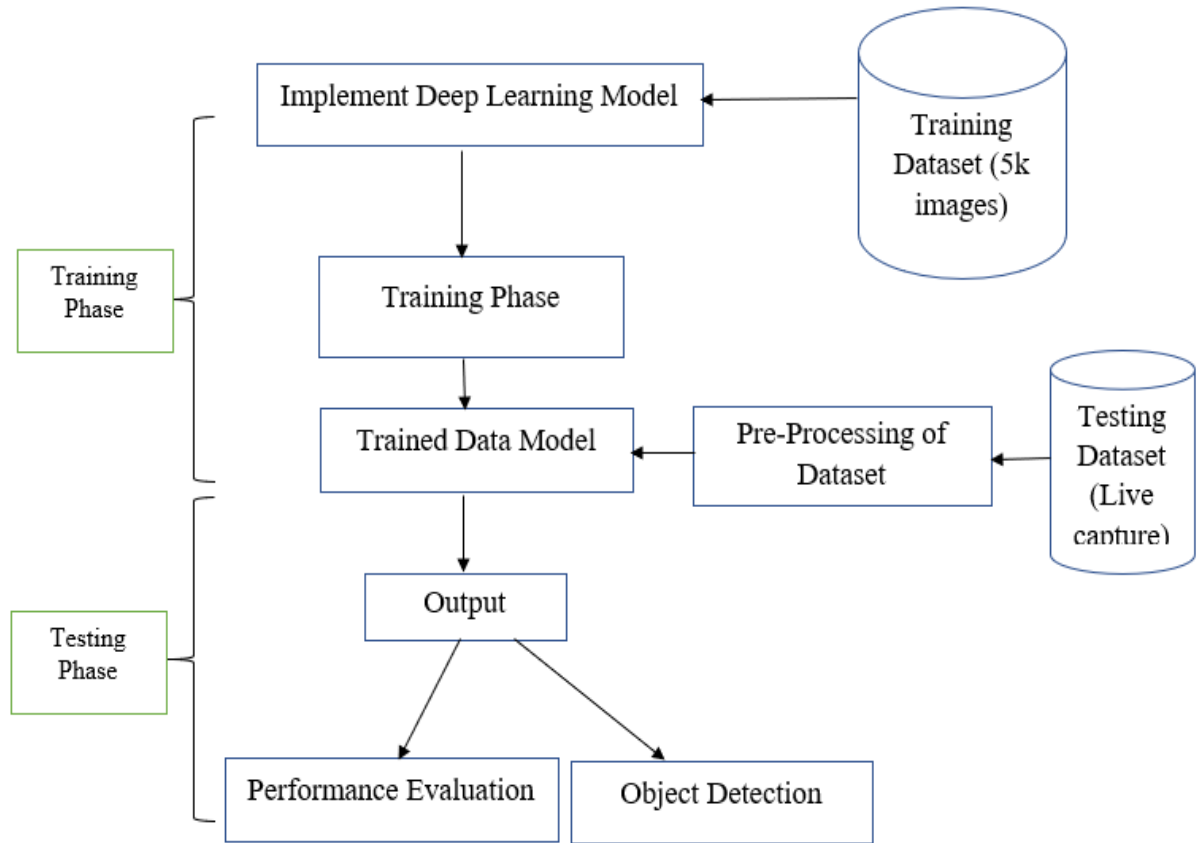 Implement Deep Learning Model
Training
Dataset (5k
images)
Training
Phase
Training Phase
Trained Data Model
Pre-Processing of
Dataset
Testing
Dataset
(Live
capture)
Output
Testing
Phase
Performance Evaluation
Object Detection